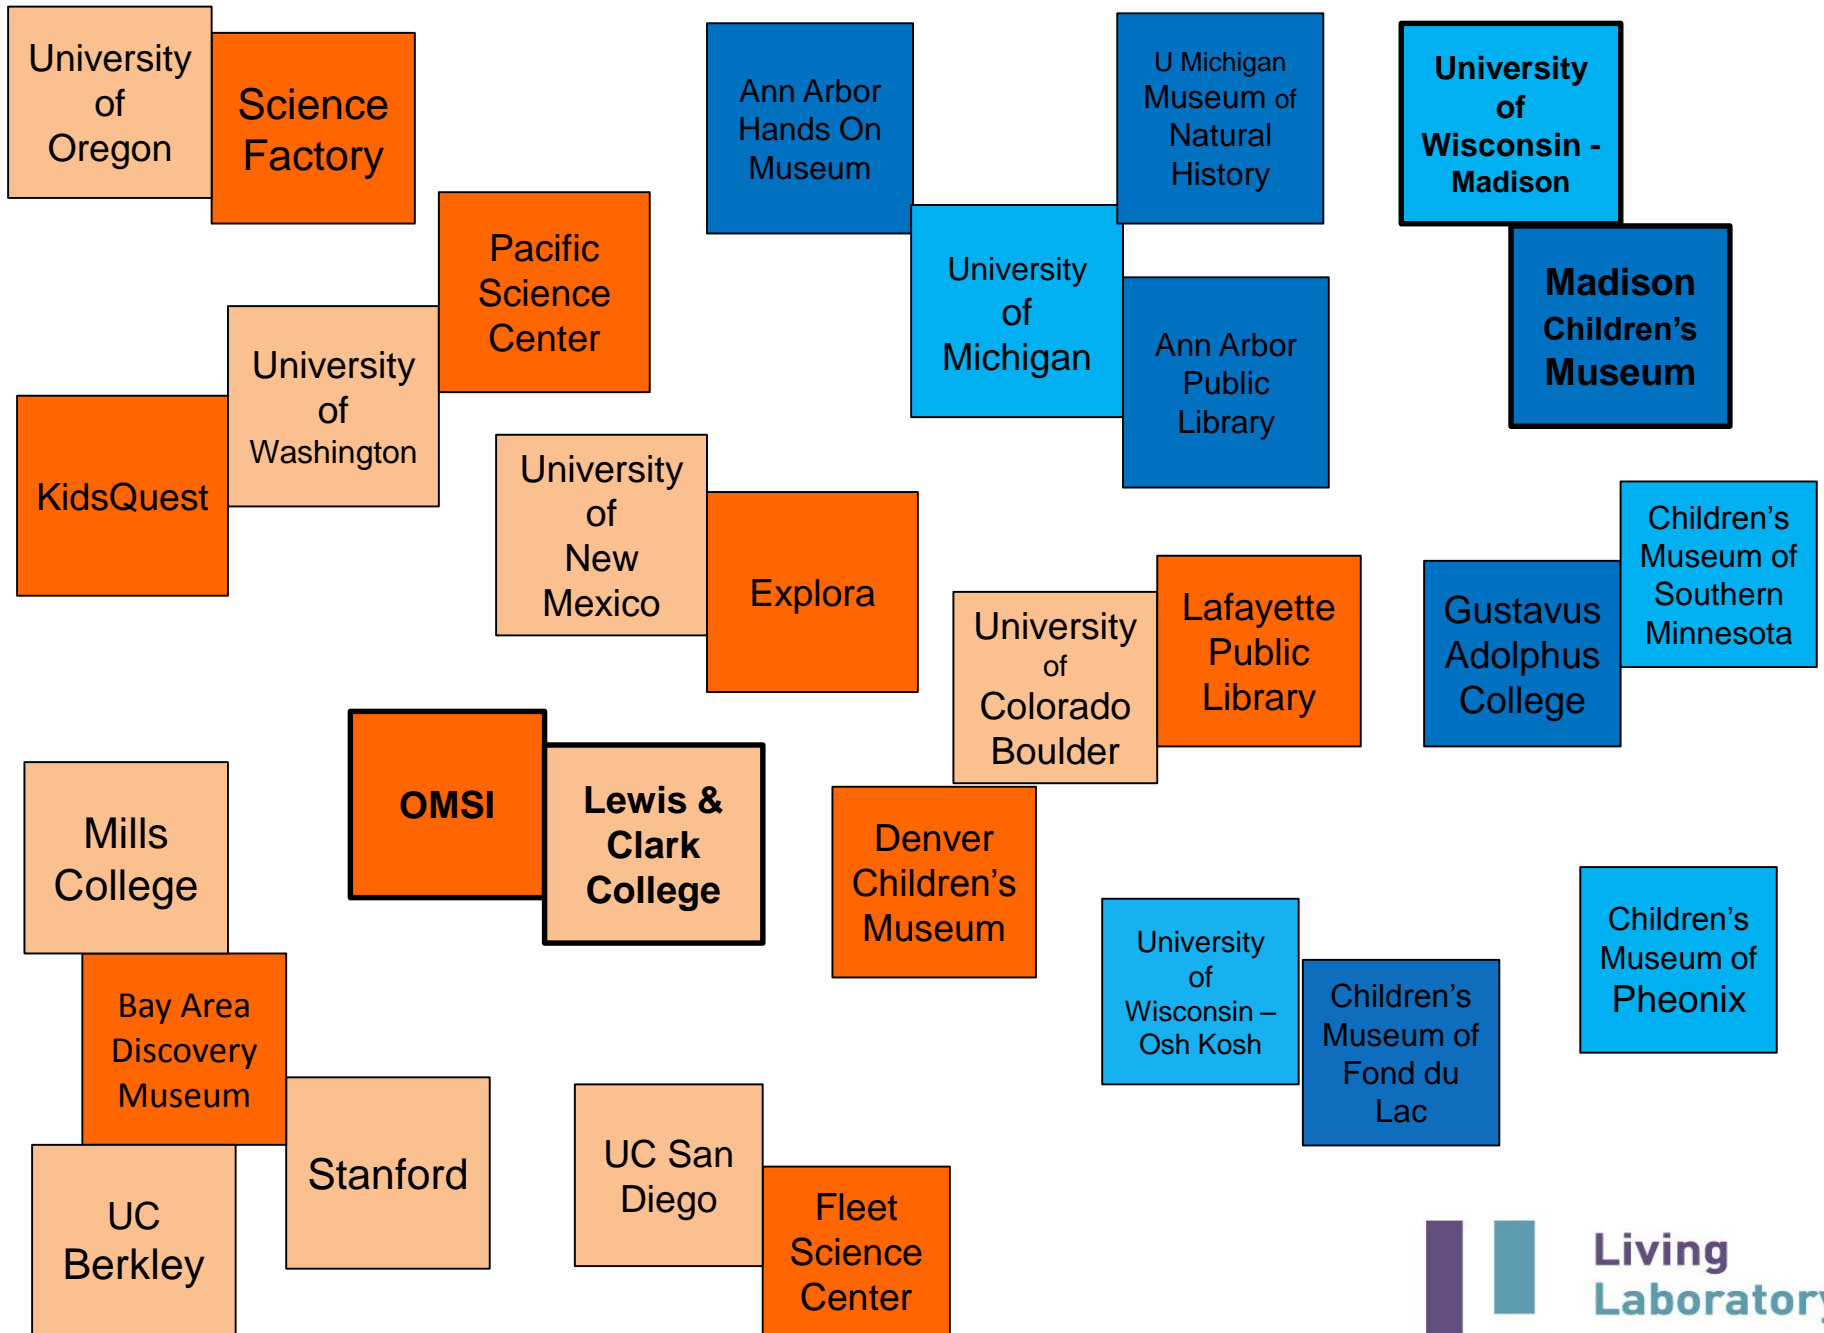 University
of
Oregon
Science
Factory
Ann Arbor
Hands On
Museum
U Michigan
Museum of
Natural
History
University
of
Wisconsin -
Madison
Pacific
Science
Center
University
of
Michigan
Madison
Children’s
Museum
University
of
Washington
Ann Arbor
Public
Library
KidsQuest
University
of
New
Mexico
Explora
Children’s
Museum of
Southern
Minnesota
Gustavus
Adolphus
College
University
of
Colorado
Boulder
Lafayette
Public
Library
OMSI
Lewis &
Clark
College
Mills
College
Denver
Children’s
Museum
University
of
Wisconsin –
Osh Kosh
Children’s
Museum of
Fond du
Lac
Children’s
Museum of
Pheonix
Bay Area
Discovery
Museum
Stanford
UC
Berkley
UC San
Diego
Fleet
Science
Center
Living
Laboratory